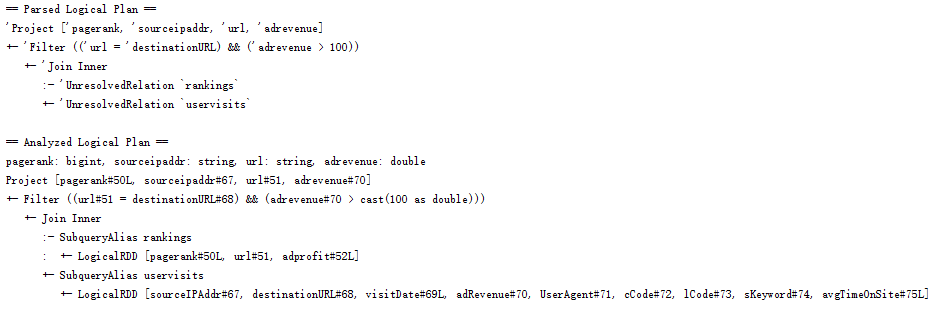 == Parsed Logical Plan ==
'Project ['pagerank, 'sourceipaddr, 'url, 'adrevenue]
+- 'Filter (('url = 'destinationURL) && ('adrevenue > 100))
   +- 'Join Inner
      :- 'UnresolvedRelation `rankings`
      +- 'UnresolvedRelation `uservisits`

== Analyzed Logical Plan ==
pagerank: bigint, sourceipaddr: string, url: string, adrevenue: double
Project [pagerank#50L, sourceipaddr#67, url#51, adrevenue#70]
+- Filter ((url#51 = destinationURL#68) && (adrevenue#70 > cast(100 as double)))
   +- Join Inner
      :- SubqueryAlias rankings
      :  +- LogicalRDD [pagerank#50L, url#51, adprofit#52L]
      +- SubqueryAlias uservisits
         +- LogicalRDD [sourceIPAddr#67, destinationURL#68, visitDate#69L, adRevenue#70, UserAgent#71, cCode#72, lCode#73, sKeyword#74, avgTimeOnSite#75L]